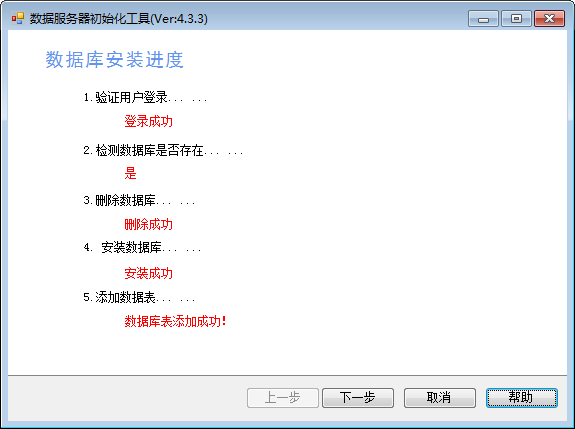 数据服务器初始化工具(Ver:4.3.3)
数据库安装进度
1.验证用户登录... ...
登录成功
2.检测数据库是否存在... ...
是
3.删除数据库... ...
删除成功
4. 安装数据库... ...
安装成功
5.添加数据表... ...
数据库表添加成功!
上一步 下一步 取消 帮助